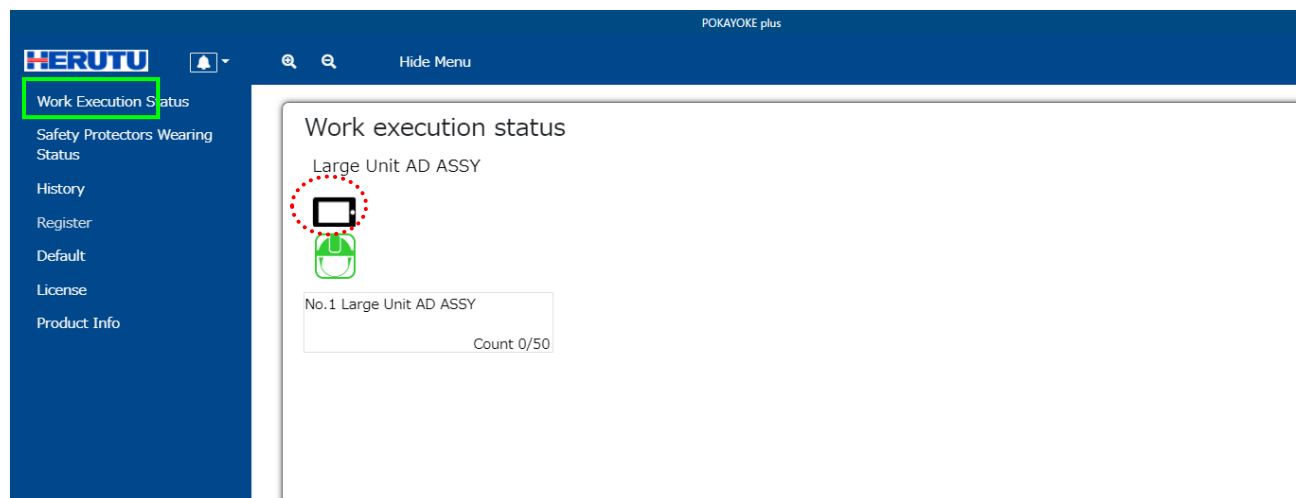 POKAYOKE plus
HERUTU
Hide Menu
Work Execution Status
Safety Protectors Wearing
Status
History
Register
Default
License
Product Info
Work execution status
Large Unit AD ASSY
No.1 Large Unit AD ASSY
Count 0/50